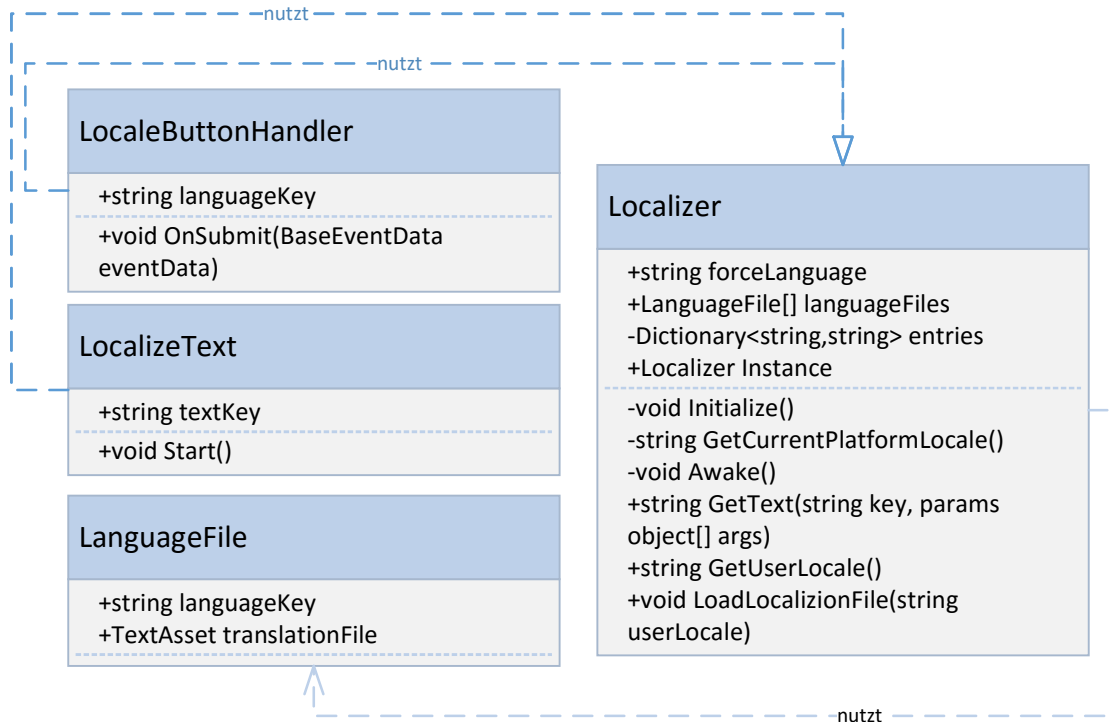 nutzt
nutzt
LocaleButtonHandler
+string languageKey
+void OnSubmit(BaseEventData
eventData)
LocalizeText
+string textKey
+void Start()
LanguageFile
+string languageKey
+TextAsset translationFile
Localizer
+string forceLanguage
+LanguageFile[] languageFiles
-Dictionary<string,string> entries
+Localizer Instance
-void Initialize()
-string GetCurrentPlatformLocale()
-void Awake()
+string GetText(string key, params
object[] args)
+string GetUserLocale()
+void LoadLocalizionFile(string
userLocale)
nutzt